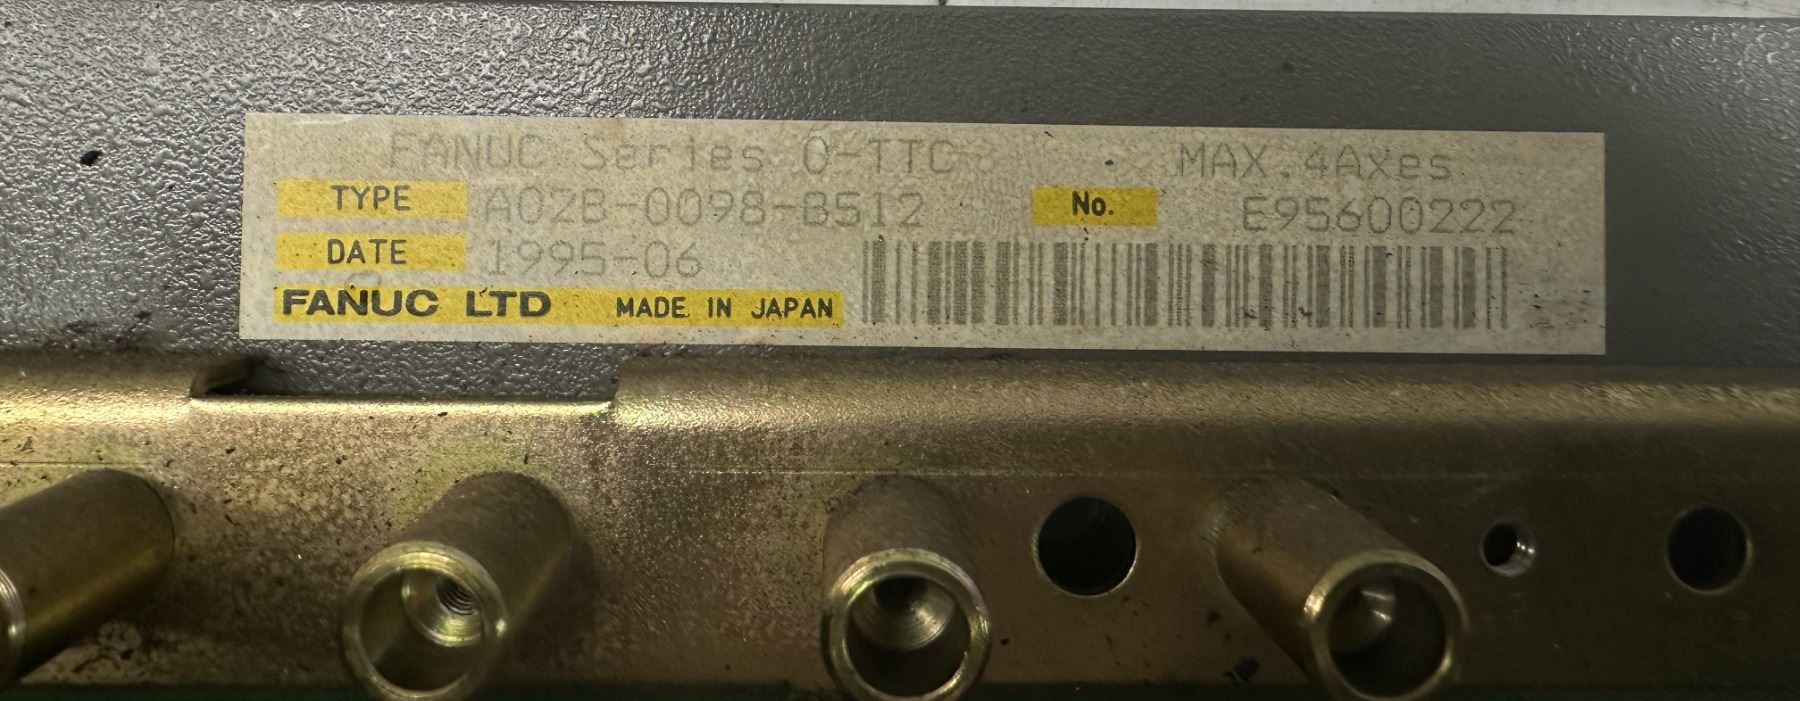 FANUC Series 0-TTC MAX.4Axes
TYPE A02B-0098-B512 No. E95600222
DATE 1995-06
FANUC LTD MADE IN JAPAN